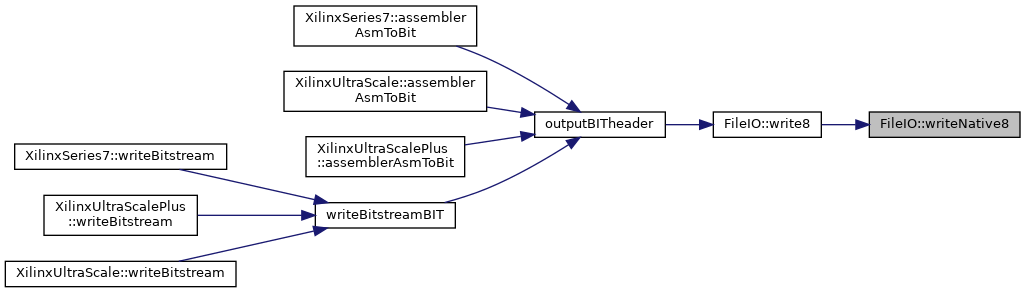 XilinxSeries7::assembler
AsmToBit
XilinxUltraScale::assembler
AsmToBit
outputBITheader
FileIO::write8
FileIO::writeNative8
XilinxUltraScalePlus
::assemblerAsmToBit
XilinxSeries7::writeBitstream
XilinxUltraScalePlus
::writeBitstream
writeBitstreamBIT
XilinxUltraScale::writeBitstream